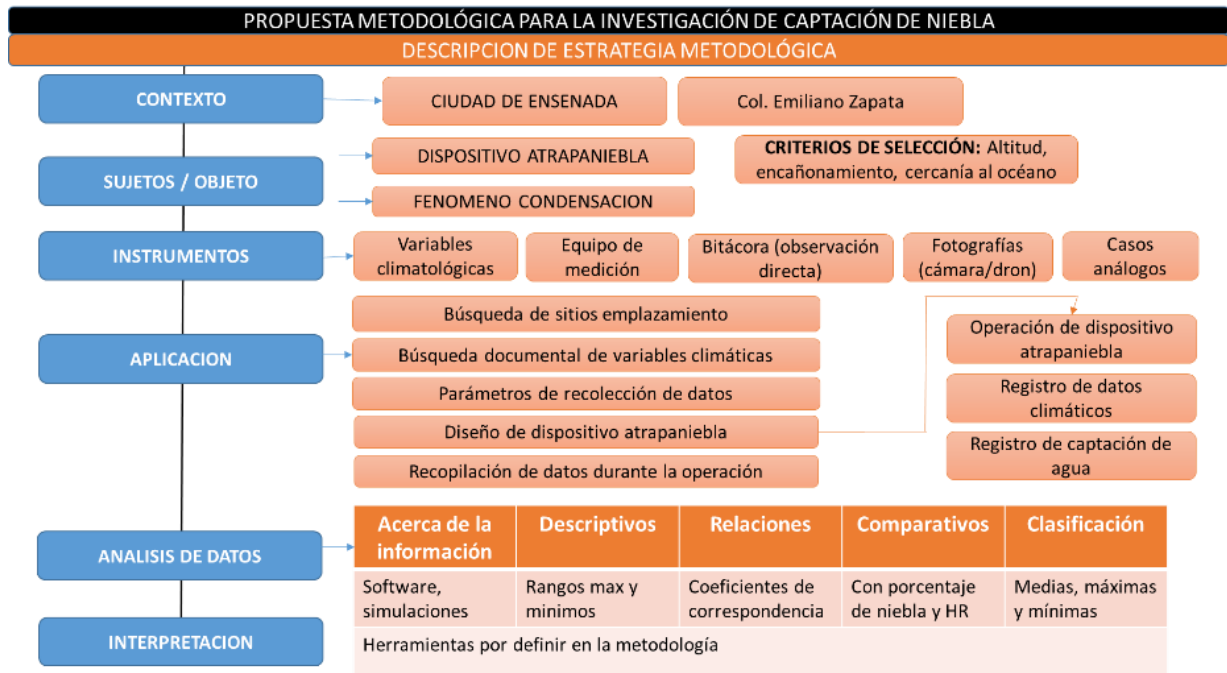 PROPUESTA METODOLÓGICA PARA LA INVESTIGACIÓN DE CAPTACIÓN DE NIEBLA
DESCRIPCION DE ESTRATEGIA METODOLÓGICA
CONTEXTO
CIUDAD DE ENSENADA
Col. Emiliano Zapata
SUJETOS / OBJETO
DISPOSITIVO ATRAPANIEBLA
FENOMENO CONDENSACION
CRITERIOS DE SELECCIÓN: Altitud,
encañonamiento, cercanía al océano
INSTRUMENTOS
Variables
climatológicas
Equipo de
medición
Bitácora (observación
directa)
Fotografías
(cámara/dron)
Casos
análogos
APLICACION
Búsqueda de sitios emplazamiento
Búsqueda documental de variables climáticas
Parámetros de recolección de datos
Diseño de dispositivo atrapaniebla
Recopilación de datos durante la operación
Operación de dispositivo
atrapaniebla
Registro de datos
climáticos
Registro de captación de
agua
ANALISIS DE DATOS
Acerca de la
información
Descriptivos
Relaciones
Comparativos
Clasificación
Software,
simulaciones
Rangos max y
minimos
Coeficientes de
correspondencia
Con porcentaje
de niebla y HR
Medias, máximas
y mínimas
INTERPRETACION
Herramientas por definir en la metodología